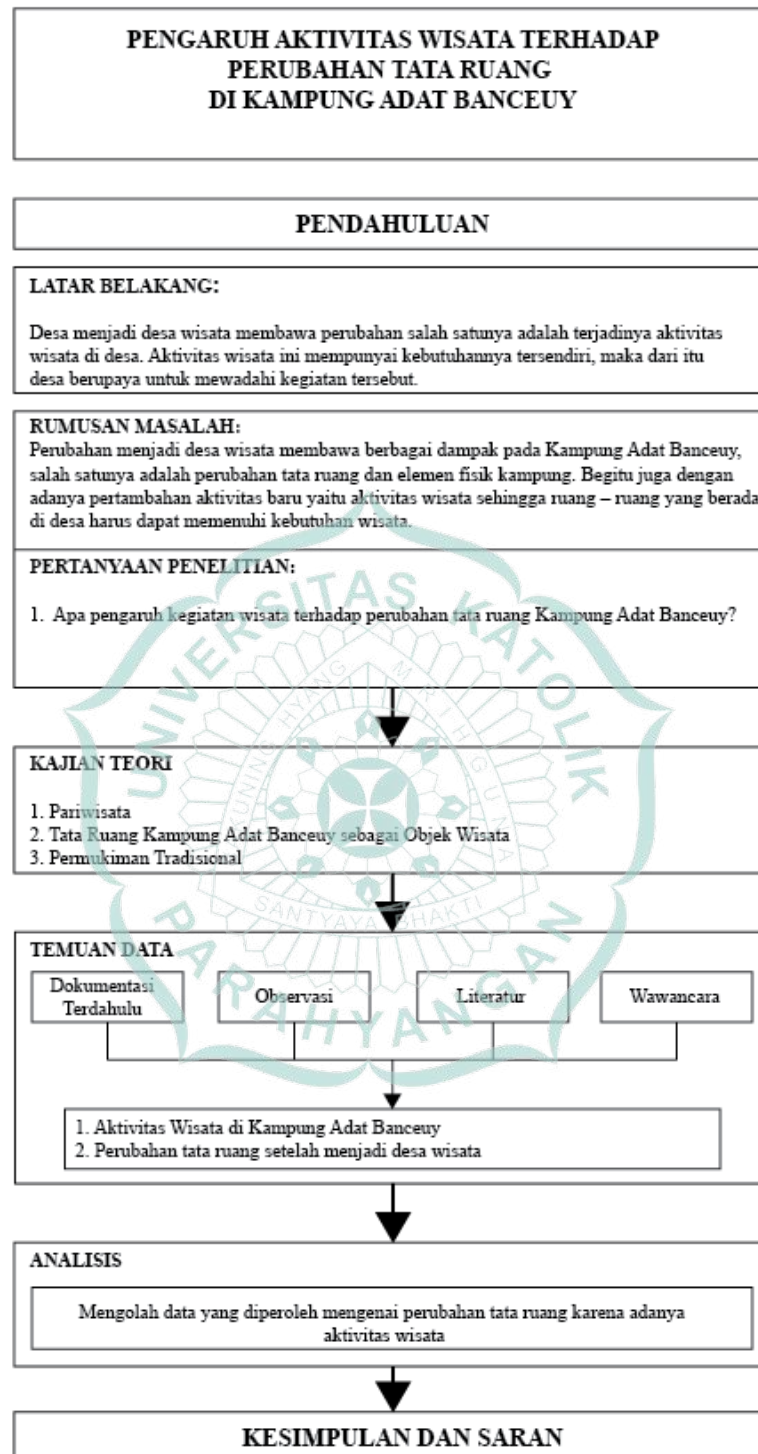 PENGARUH AKTIVITAS WISATA TERHADAP
PERUBAHAN TATA RUANG
DI KAMPUNG ADAT BANCEUY
PENDAHULUAN
LATAR BELAKANG:
Desa menjadi desa wisata membawa perubahan salah satunya adalah terjadinya aktivitas
wisata di desa. Aktivitas wisata ini mempunyai kebutuhannya tersendiri, maka dari itu
desa berupaya untuk mewadahi kegiatan tersebut.
RUMUSAN MASALAH:
Perubahan menjadi desa wisata membawa berbagai dampak pada Kampung Adat Banceuy,
salah satunya adalah perubahan tata ruang dan elemen fisik kampung. Begitu juga dengan
adanya pertambahan aktivitas baru yaitu aktivitas wisata sehingga ruang – ruang yang berada
di desa harus dapat memenuhi kebutuhan wisata.
PERTANYAAN PENELITIAN:
1. Apa pengaruh kegiatan wisata terhadap perubahan tata ruang Kampung Adat Banceuy?
KAJIAN TEORI
1. Pariwisata
2. Tata Ruang Kampung Adat Banceuy sebagai Objek Wisata
3. Permukiman Tradisional
TEMUAN DATA
Dokumentasi
Terdahulu
Observasi
Literatur
Wawancara
1. Aktivitas Wisata di Kampung Adat Banceuy
2. Perubahan tata ruang setelah menjadi desa wisata
ANALISIS
Mengolah data yang diperoleh mengenai perubahan tata ruang karena adanya
aktivitas wisata
KESIMPULAN DAN SARAN
UNIVERSITAS KATOLIK
PARAHYANGAN
SANTYAYA BHAKTI